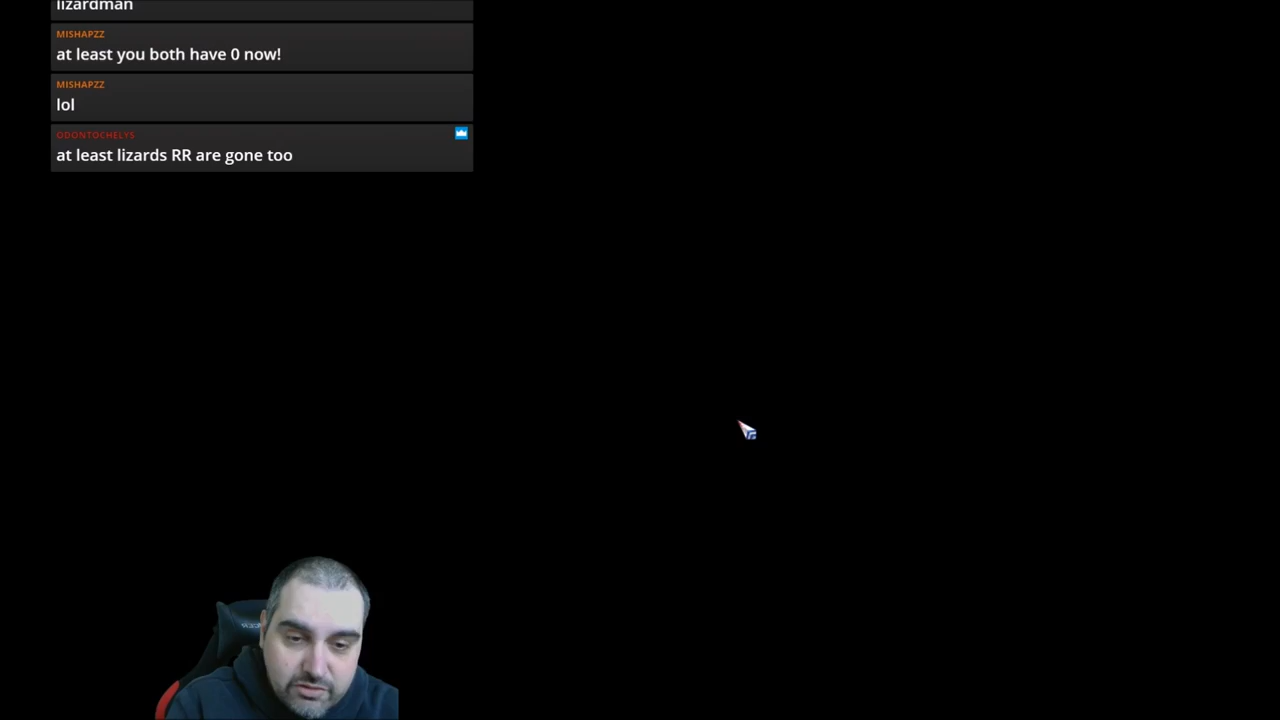 lizardman
MISHAPZZ
at least you both have 0 now!
MISHAPZZ
lol
ODONTOCHELYS
at least lizards RR are gone too